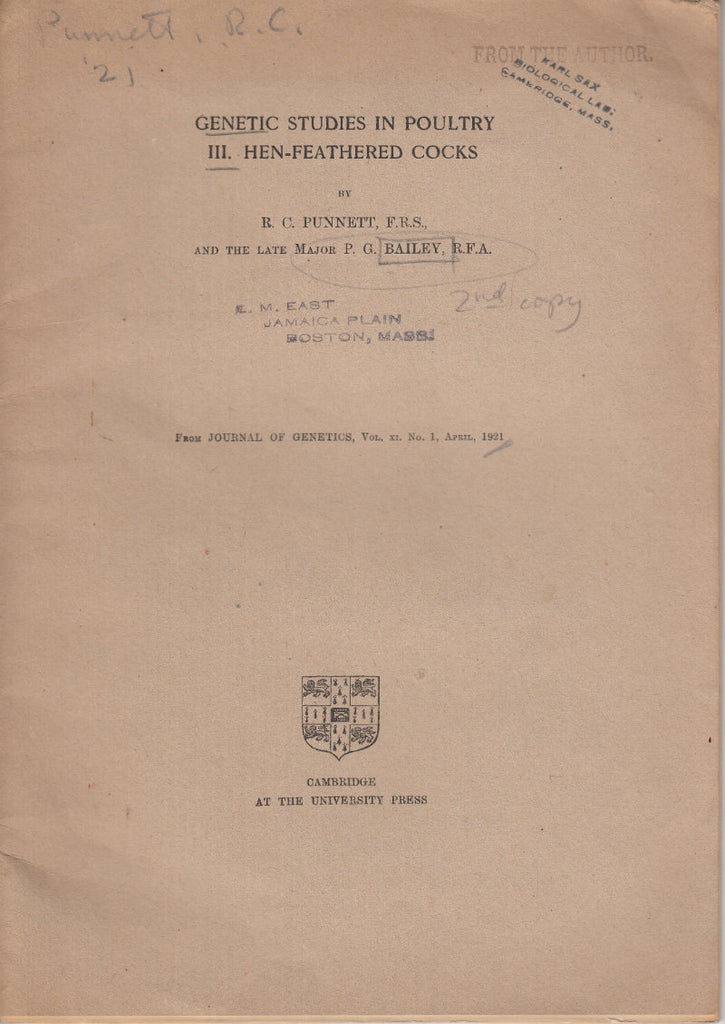 Punnett, R.C.
'21
FROM THE AUTHOR.
KARL SAX
BIOLOGICAL LAB.
CAMBRIDGE, MASS.
GENETIC STUDIES IN POULTRY
III. HEN-FEATHERED COCKS
BY
R. C. PUNNETT, F.R.S.,
AND THE LATE MAJOR P. G. BAILEY, R.F.A.
2nd copy
E. M. EAST
JAMAICA PLAIN
BOSTON, MASS.
FROM JOURNAL OF GENETICS, VOL. XI. NO. 1, APRIL, 1921
CAMBRIDGE
AT THE UNIVERSITY PRESS